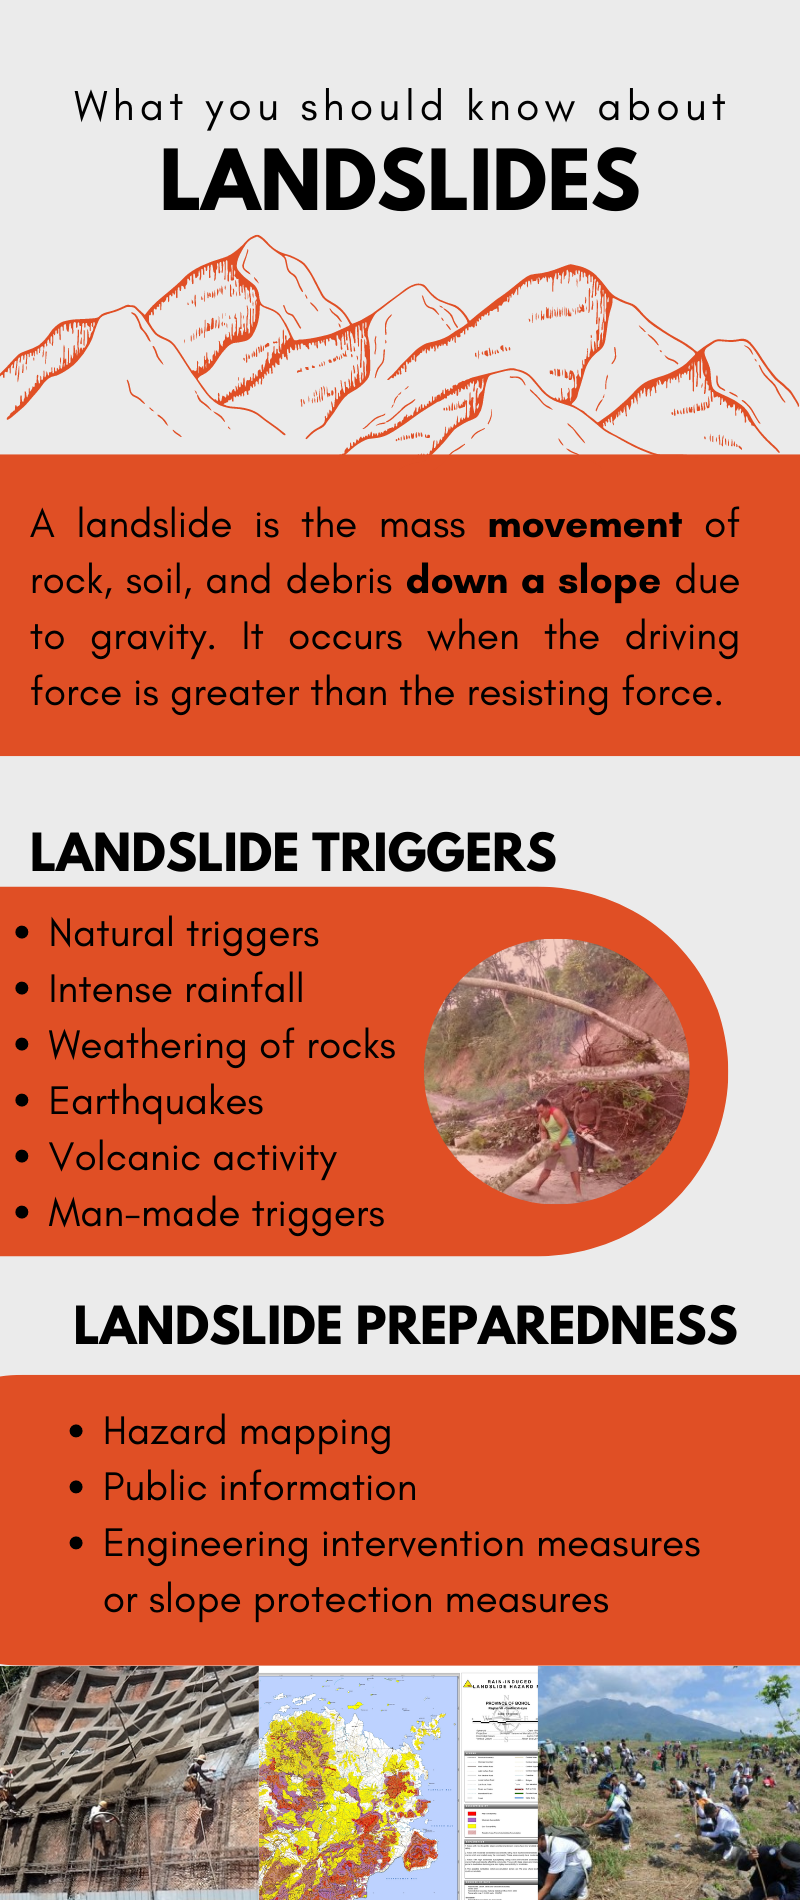 What you should know about
LANDSLIDES
A landslide is the mass movement of
rock, soil, and debris down a slope due
to gravity. It occurs when the driving
force is greater than the resisting force.
LANDSLIDE TRIGGERS
• Natural triggers
• Intense rainfall
• Weathering of rocks
• Earthquakes
• Volcanic activity
• Man-made triggers
LANDSLIDE PREPAREDNESS
• Hazard mapping
• Public information
• Engineering intervention measures
or slope protection measures
RAIN-INDUCED
LANDSLIDE HAZARD
PROVINCE OF BOHOL